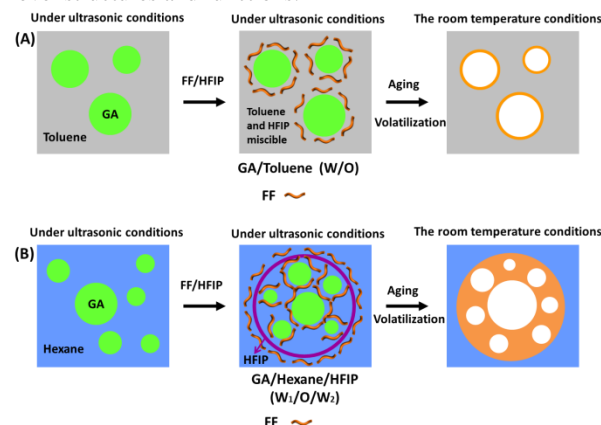 Under ultrasonic conditions
Under ultrasonic conditions
The room temperature conditions
(A)
GA
Toluene
FF/HFIP
Toluene
and HFIP
miscible
Aging
Volatilization
GA/Toluene (W/O)
FF
Under ultrasonic conditions
Under ultrasonic conditions
The room temperature conditions
(B)
GA
Hexane
FF/HFIP
HFIP
Aging
Volatilization
GA/Hexane/HFIP
(W₁/O/W₂)
FF